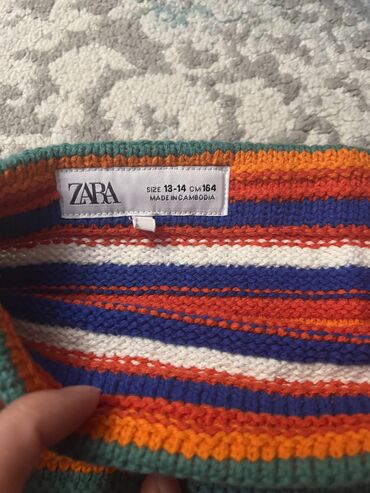 ZARA
SIZE 13-14 CM 164
MADE IN CAMBODIA